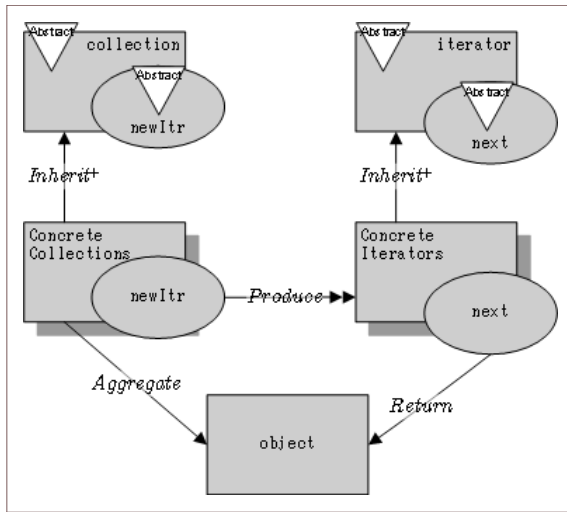 Abstract
collection
Abstract
newItr
Abstract
iterator
Abstract
next
Inherit+
Inherit+
Concrete
Collections
newItr
Produce
Concrete
Iterators
next
Aggregate
Return
object